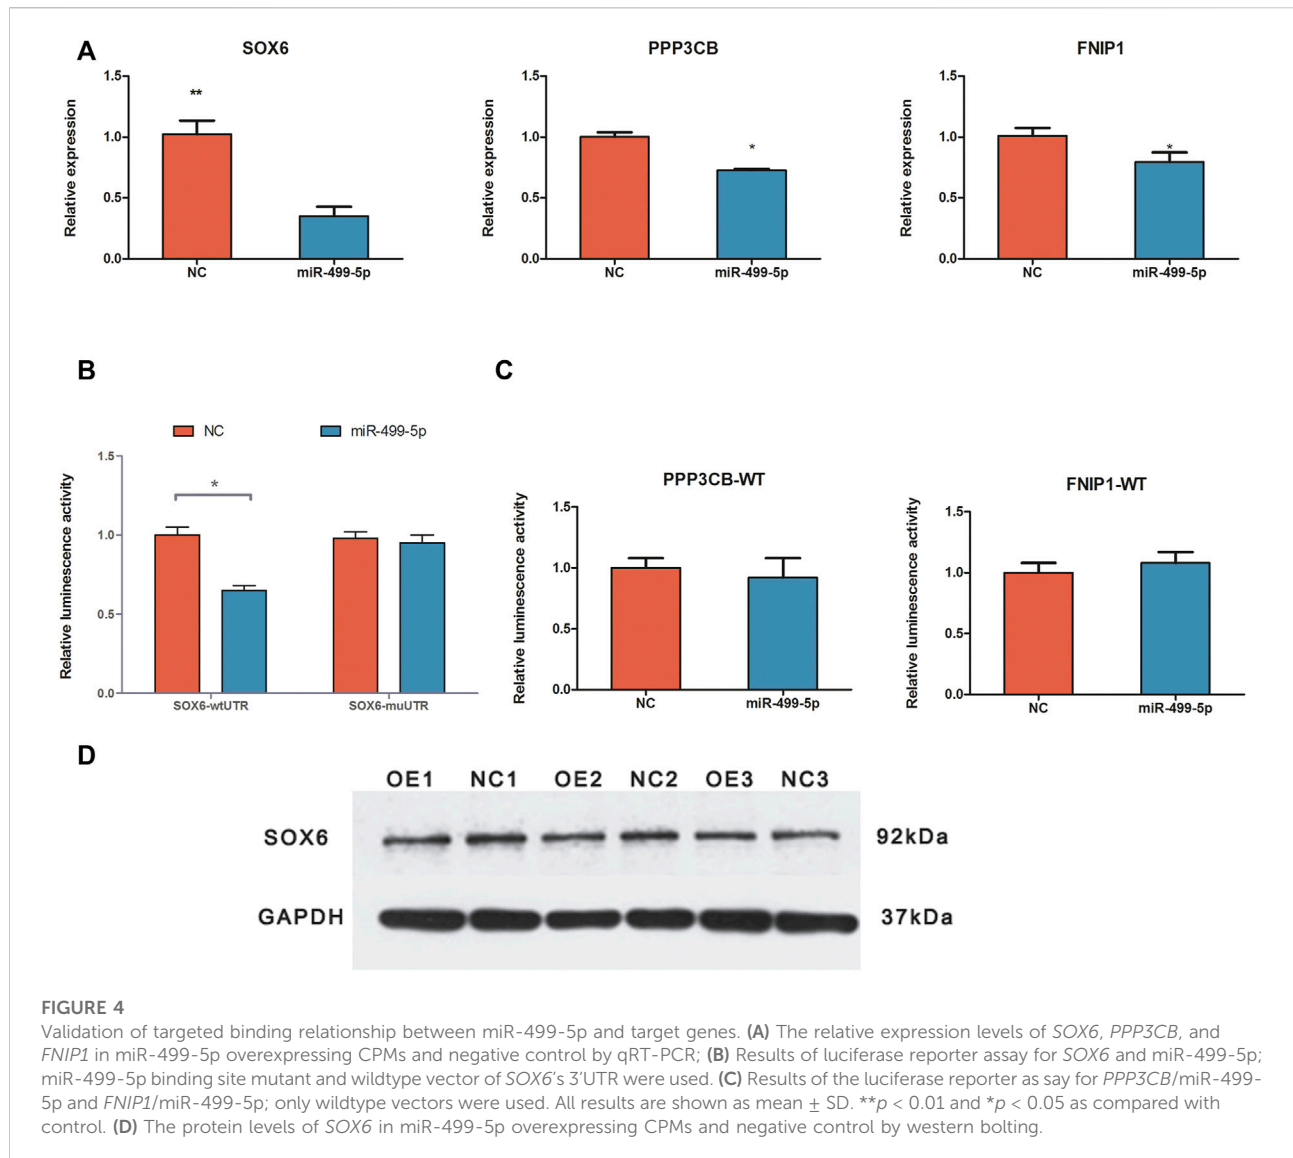 A
SOX6
PPP3CB
FNIP1
Relative expression
1.5
1.0
0.5
0.0
**
NC
miR-499-5p
Relative expression
1.5
1.0
0.5
0.0
*
NC
miR-499-5p
Relative expression
1.5
1.0
0.5
0.0
*
NC
miR-499-5p
B
NC
miR-499-5p
Relative luminescence activity
1.5
1.0
0.5
0.0
*
SOX6-wtUTR
SOX6-muUTR
C
PPP3CB-WT
Relative luminescence activity
1.5
1.0
0.5
0.0
NC
miR-499-5p
FNIP1-WT
Relative luminescence activity
1.5
1.0
0.5
0.0
NC
miR-499-5p
D
OE1 NC1 OE2 NC2 OE3 NC3
SOX6 92kDa
GAPDH 37kDa
FIGURE 4
Validation of targeted binding relationship between miR-499-5p and target genes. (A) The relative expression levels of SOX6, PPP3CB, and
FNIP1 in miR-499-5p overexpressing CPMs and negative control by qRT-PCR; (B) Results of luciferase reporter assay for SOX6 and miR-499-5p;
miR-499-5p binding site mutant and wildtype vector of SOX6's 3'UTR were used. (C) Results of the luciferase reporter as say for PPP3CB/miR-499-
5p and FNIP1/miR-499-5p; only wildtype vectors were used. All results are shown as mean ± SD. **p < 0.01 and *p < 0.05 as compared with
control. (D) The protein levels of SOX6 in miR-499-5p overexpressing CPMs and negative control by western bolting.